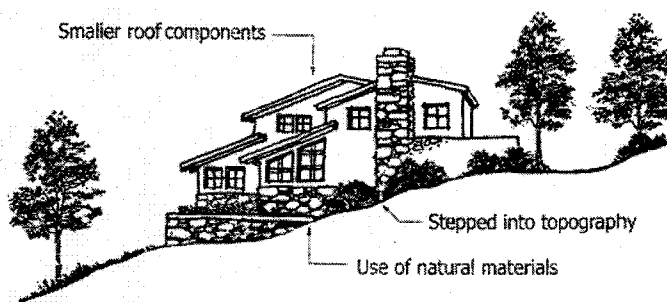 Smaller roof components
Stepped into topography
Use of natural materials